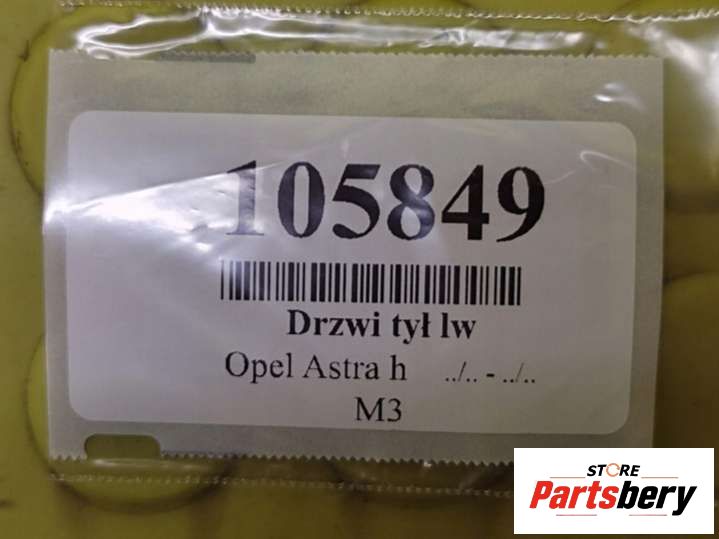 105849
Drzwi tył lw
Opel Astra h ../.. - ../..
M3
STORE
Partsbery